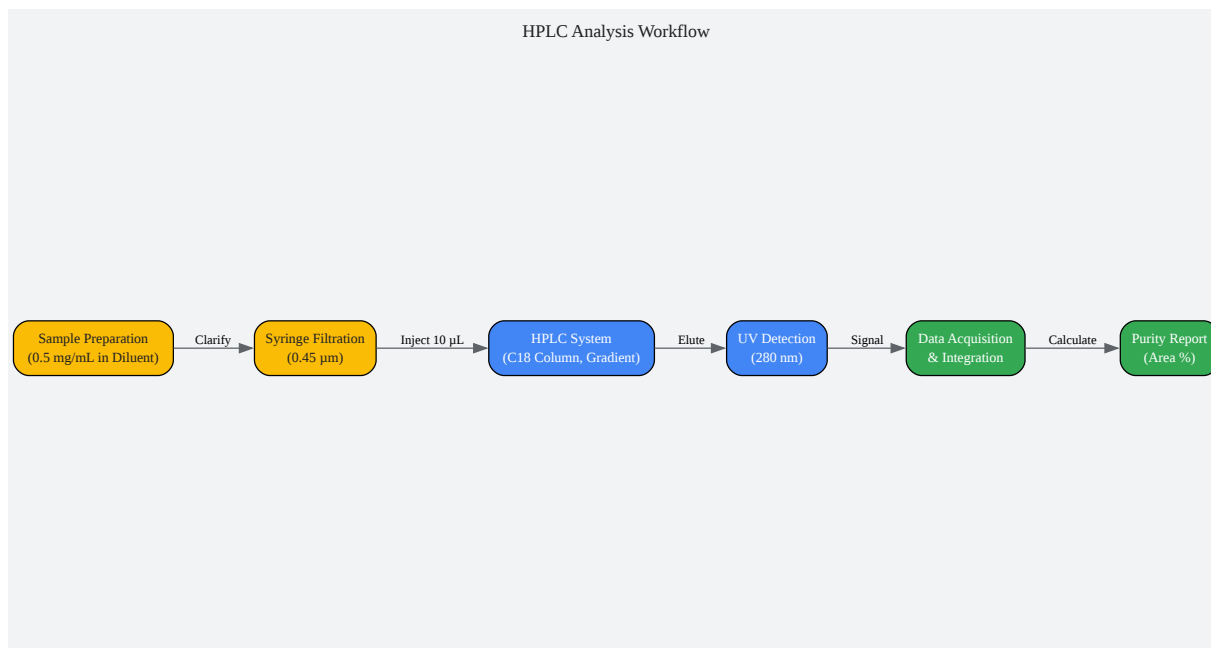 HPLC Analysis Workflow
Sample Preparation
(0.5 mg/mL in Diluent)
Clarify
Syringe Filtration
(0.45 µm)
Inject 10 µL
HPLC System
(C18 Column, Gradient)
Elute
UV Detection
(280 nm)
Signal
Data Acquisition
& Integration
Calculate
Purity Report
(Area %)